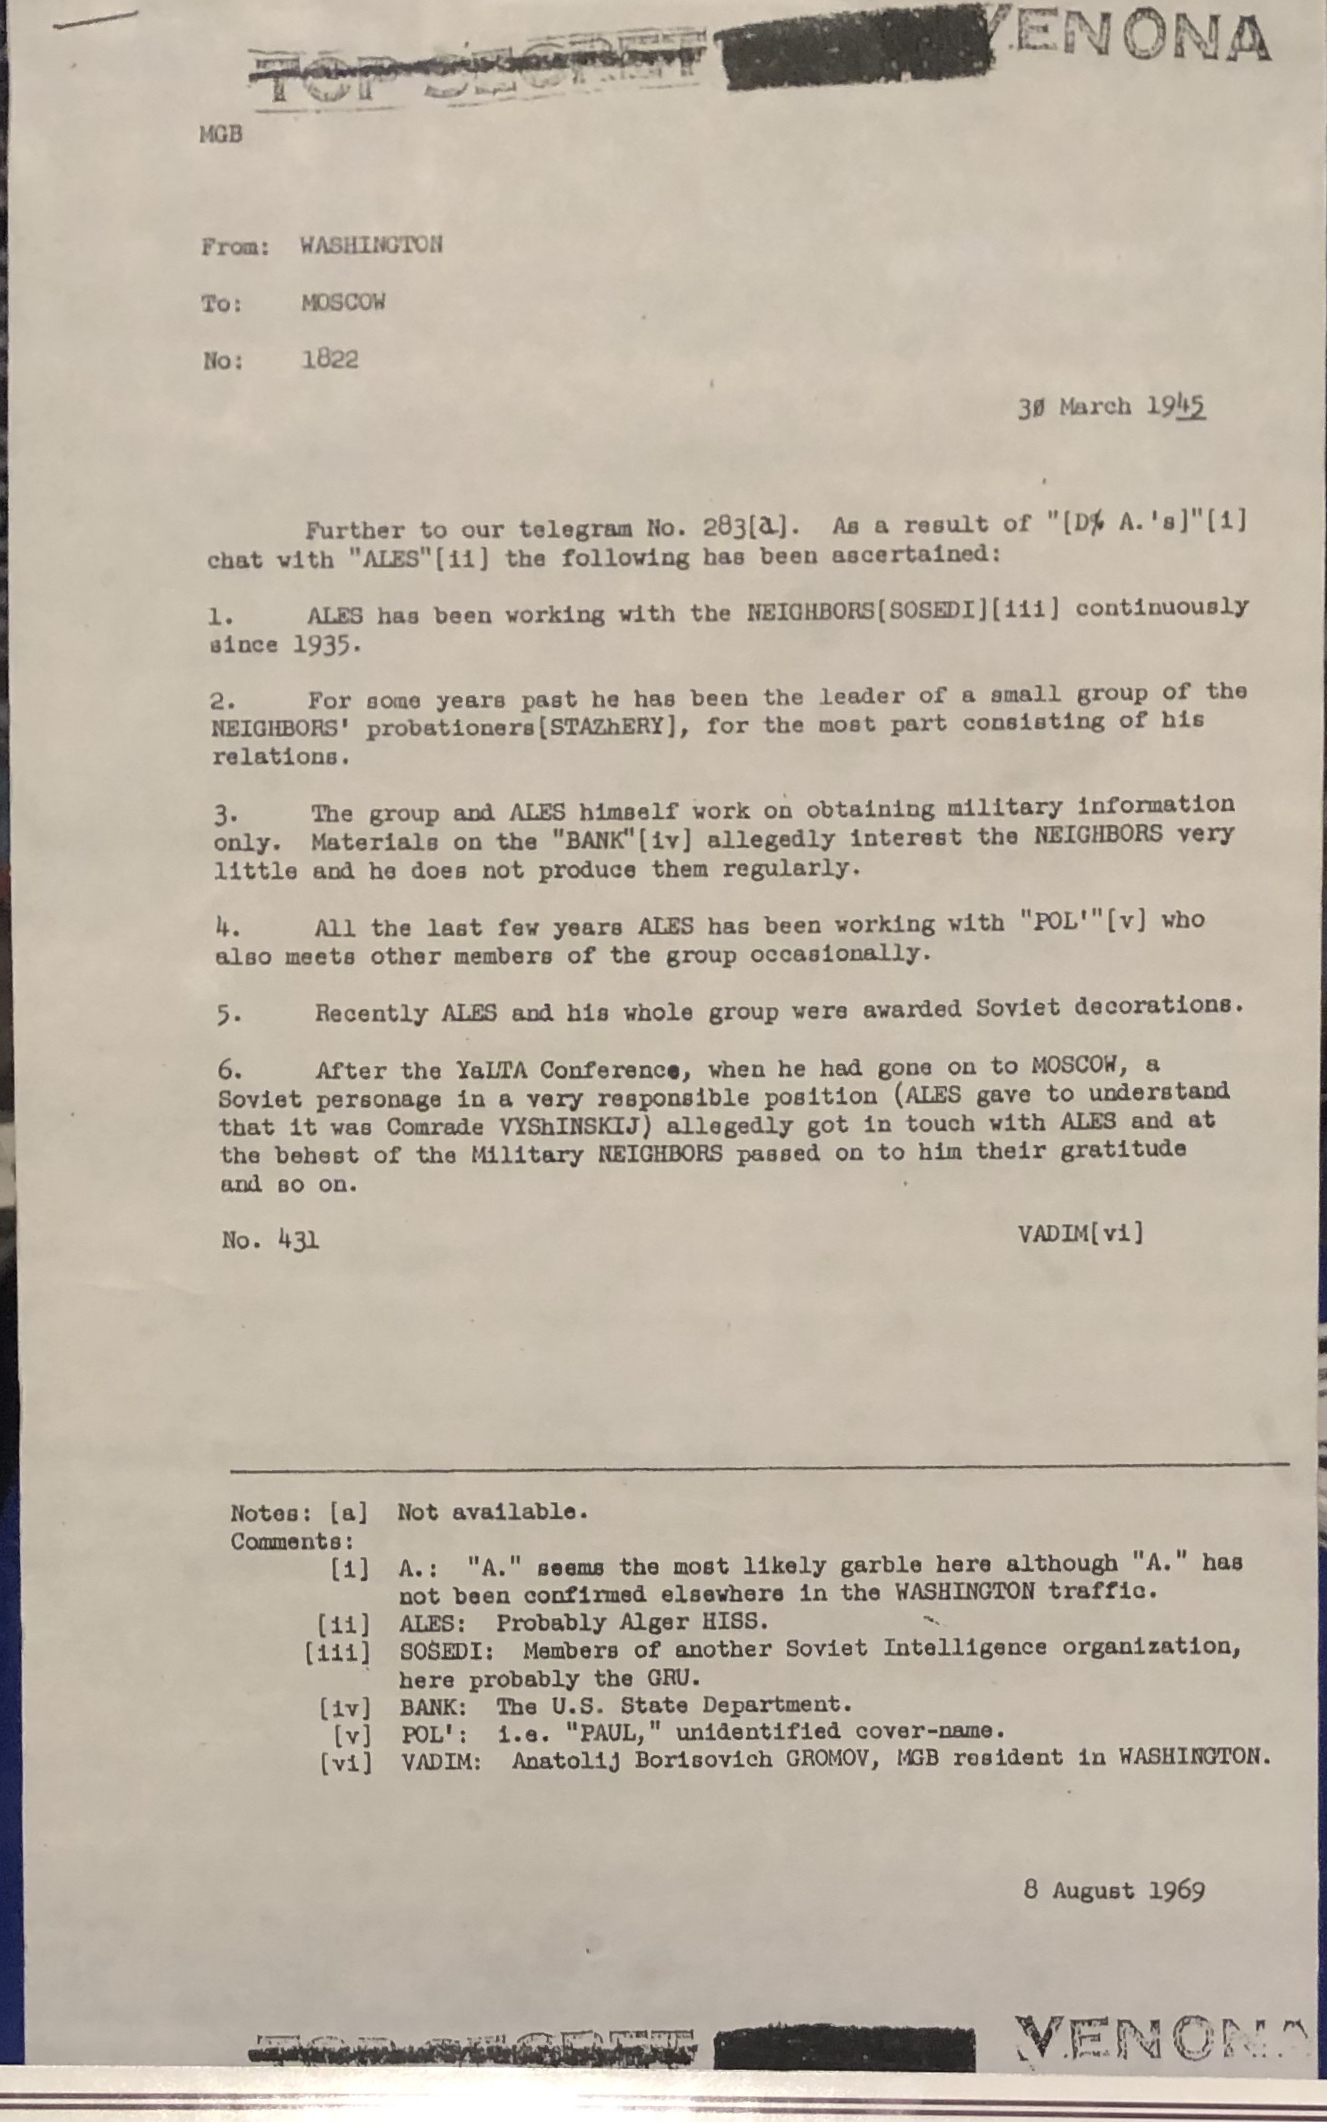 TOP SECRET VENONA
MGB
From: WASHINGTON
To: MOSCOW
No: 1822
30 March 1945
Further to our telegram No. 283[a]. As a result of "[D% A.'s]"[i]
chat with "ALES"[ii] the following has been ascertained:
1. ALES has been working with the NEIGHBORS[SOSEDI][iii] continuously
since 1935.
2. For some years past he has been the leader of a small group of the
NEIGHBORS' probationers[STAZhERY], for the most part consisting of his
relations.
3. The group and ALES himself work on obtaining military information
only. Materials on the "BANK"[iv] allegedly interest the NEIGHBORS very
little and he does not produce them regularly.
4. All the last few years ALES has been working with "POL'"[v] who
also meets other members of the group occasionally.
5. Recently ALES and his whole group were awarded Soviet decorations.
6. After the YaLTA Conference, when he had gone on to MOSCOW, a
Soviet personage in a very responsible position (ALES gave to understand
that it was Comrade VYShINSKIJ) allegedly got in touch with ALES and at
the behest of the Military NEIGHBORS passed on to him their gratitude
and so on.
No. 431 VADIM[vi]
Notes: [a] Not available.
Comments:
[i] A.: "A." seems the most likely garble here although "A." has
not been confirmed elsewhere in the WASHINGTON traffic.
[ii] ALES: Probably Alger HISS.
[iii] SOSEDI: Members of another Soviet Intelligence organization,
here probably the GRU.
[iv] BANK: The U.S. State Department.
[v] POL': i.e. "PAUL," unidentified cover-name.
[vi] VADIM: Anatolij Borisovich GROMOV, MGB resident in WASHINGTON.
8 August 1969
TOP SECRET VENONA